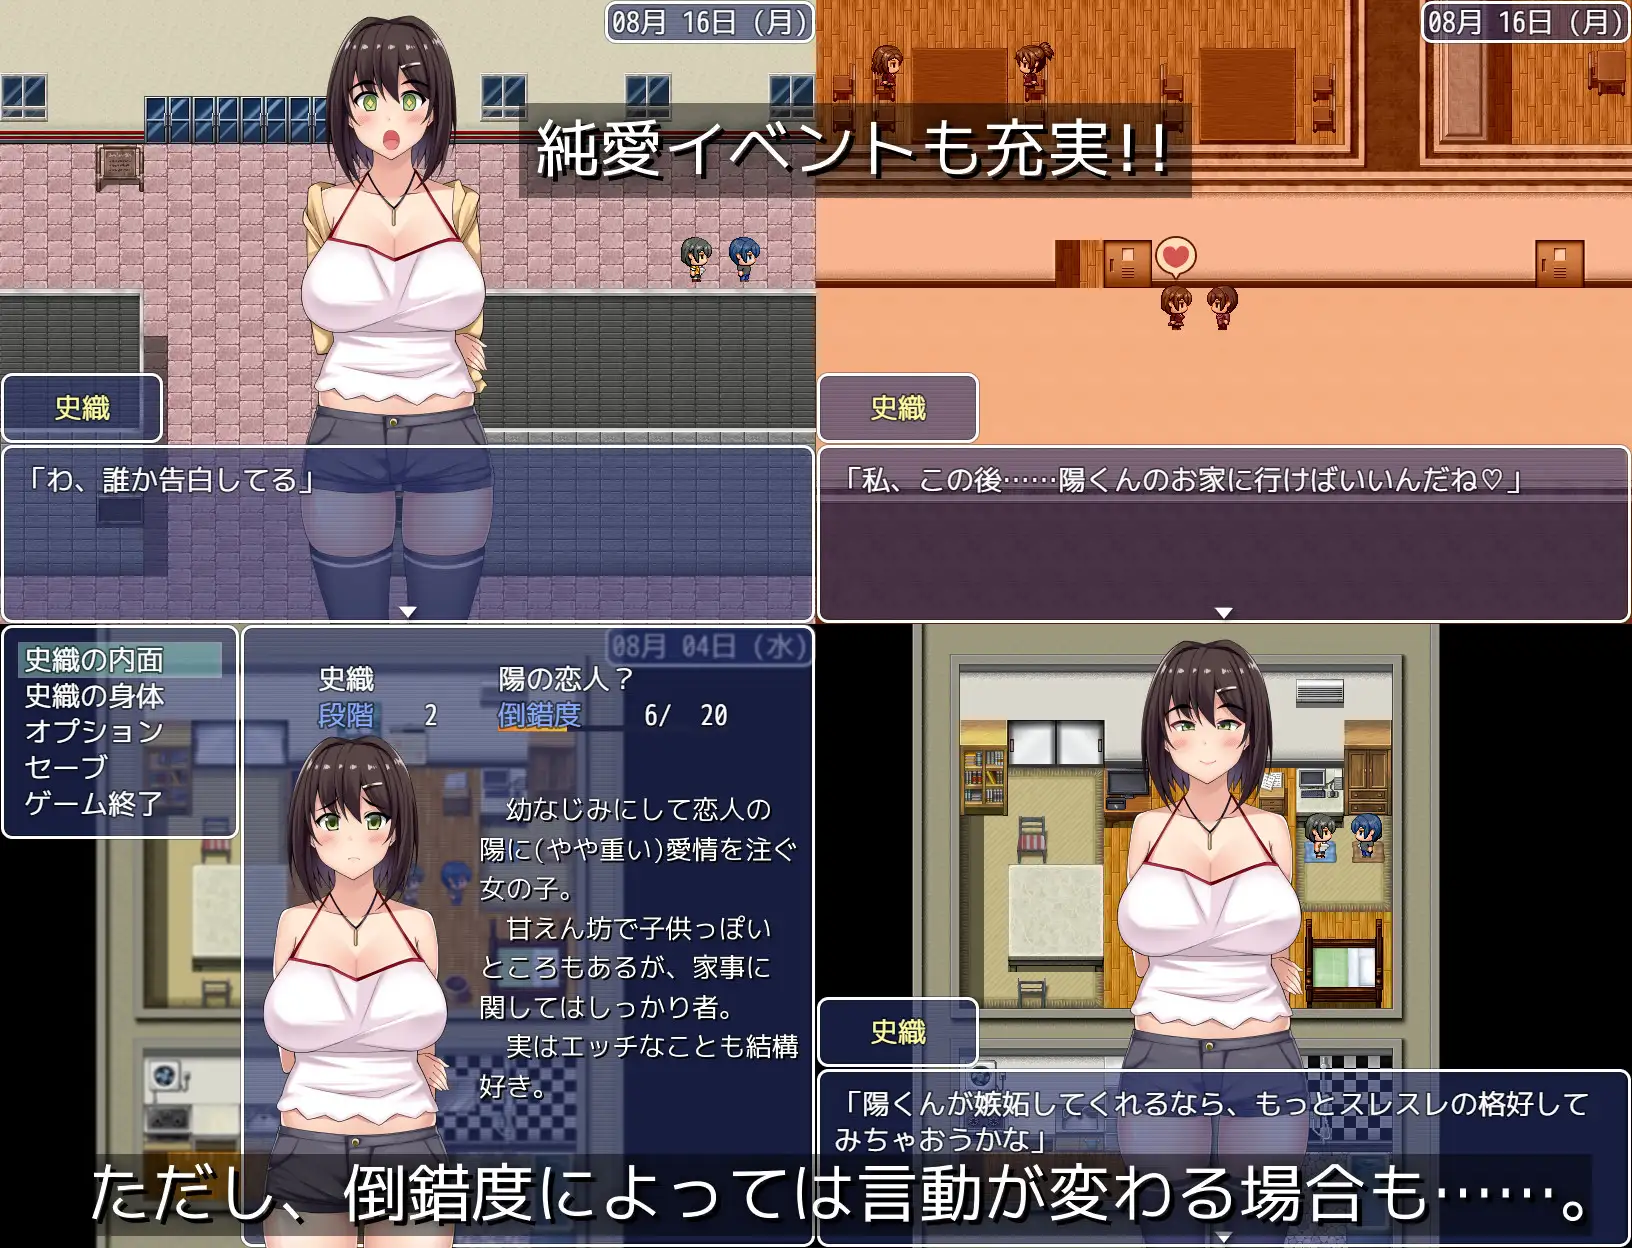 08月 16日 (月)
08月 16日 (月)
純愛イベントも充実!!
史織
「わ、誰か告白してる」
史織
「私、この後……陽くんのお家に行けばいいんだね♡」
史織の内面
史織の身体
オプション
セーブ
ゲーム終了
08月 04日 (水)
史織
陽の恋人？
段階 2
倒錯度 6/ 20
幼なじみにして恋人の
陽に(やや重い)愛情を注ぐ
女の子。
甘えん坊で子供っぽい
ところもあるが、家事に
関してはしっかり者。
実はエッチなことも結構
好き。
史織
「陽くんが嫉妬してくれるなら、もっとスレスレの格好して
みちゃおうかな」
ただし、倒錯度によっては言動が変わる場合も……。